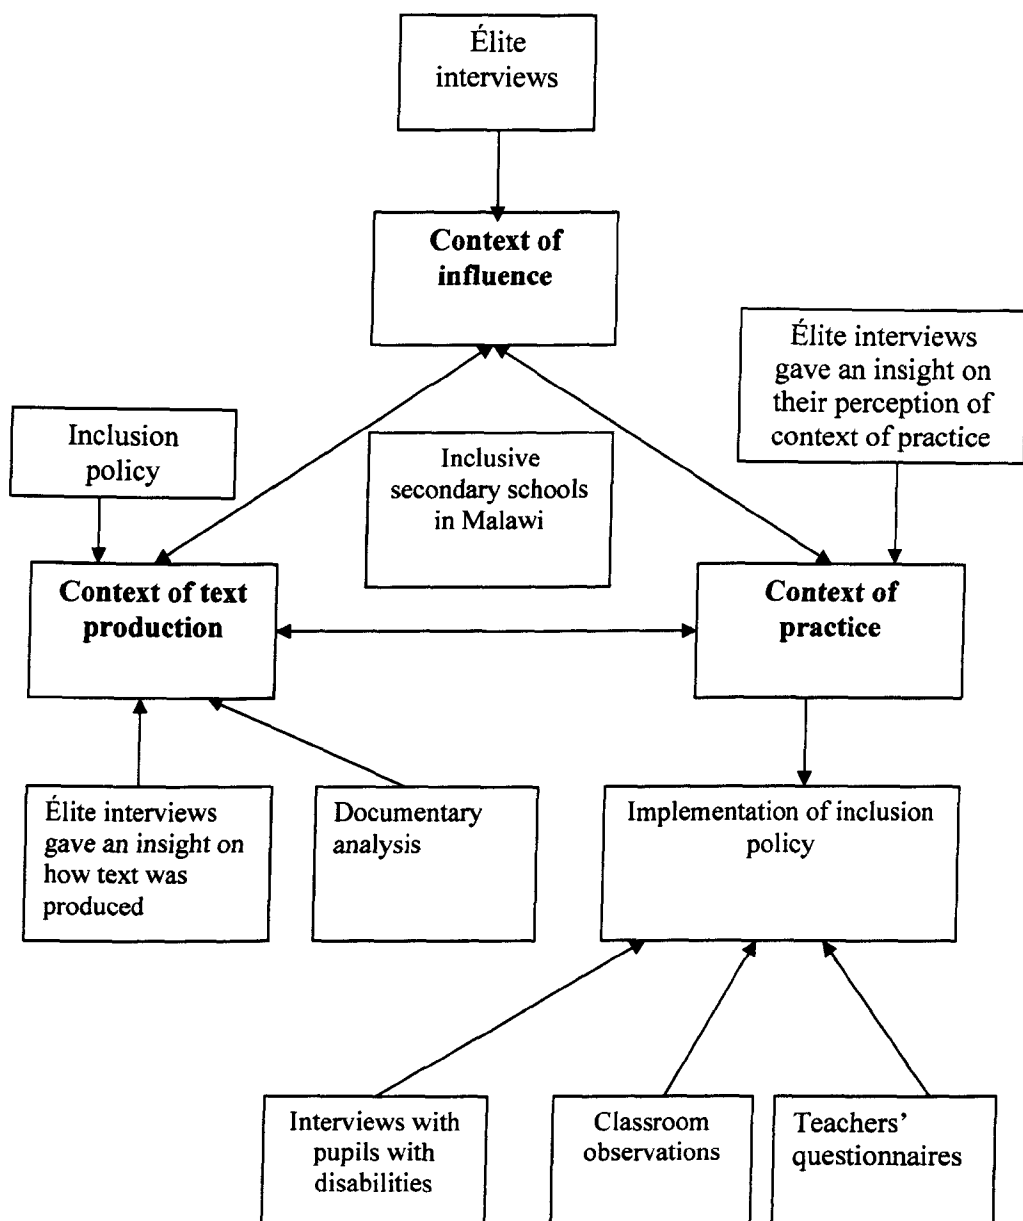 Élite
interviews
Context of
influence
Élite interviews
gave an insight on
their perception of
context of practice
Inclusion
policy
Inclusive
secondary schools
in Malawi
Context of text
production
Context of
practice
Élite interviews
gave an insight on
how text was
produced
Documentary
analysis
Implementation of inclusion
policy
Interviews with
pupils with
disabilities
Classroom
observations
Teachers'
questionnaires